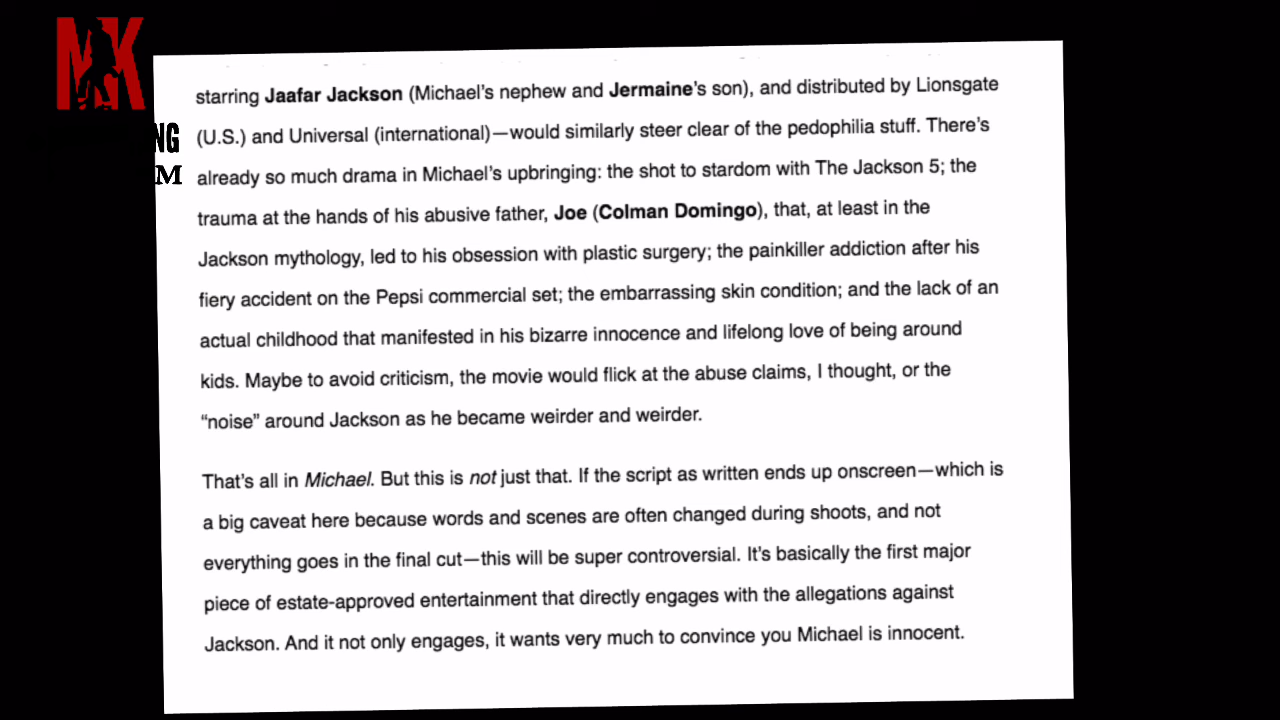 MK
NG
M
starring Jaafar Jackson (Michael's nephew and Jermaine's son), and distributed by Lionsgate
(U.S.) and Universal (international)—would similarly steer clear of the pedophilia stuff. There's
already so much drama in Michael's upbringing: the shot to stardom with The Jackson 5; the
trauma at the hands of his abusive father, Joe (Colman Domingo), that, at least in the
Jackson mythology, led to his obsession with plastic surgery; the painkiller addiction after his
fiery accident on the Pepsi commercial set; the embarrassing skin condition; and the lack of an
actual childhood that manifested in his bizarre innocence and lifelong love of being around
kids. Maybe to avoid criticism, the movie would flick at the abuse claims, I thought, or the
“noise” around Jackson as he became weirder and weirder.
That's all in Michael. But this is not just that. If the script as written ends up onscreen—which is
a big caveat here because words and scenes are often changed during shoots, and not
everything goes in the final cut—this will be super controversial. It's basically the first major
piece of estate-approved entertainment that directly engages with the allegations against
Jackson. And it not only engages, it wants very much to convince you Michael is innocent.